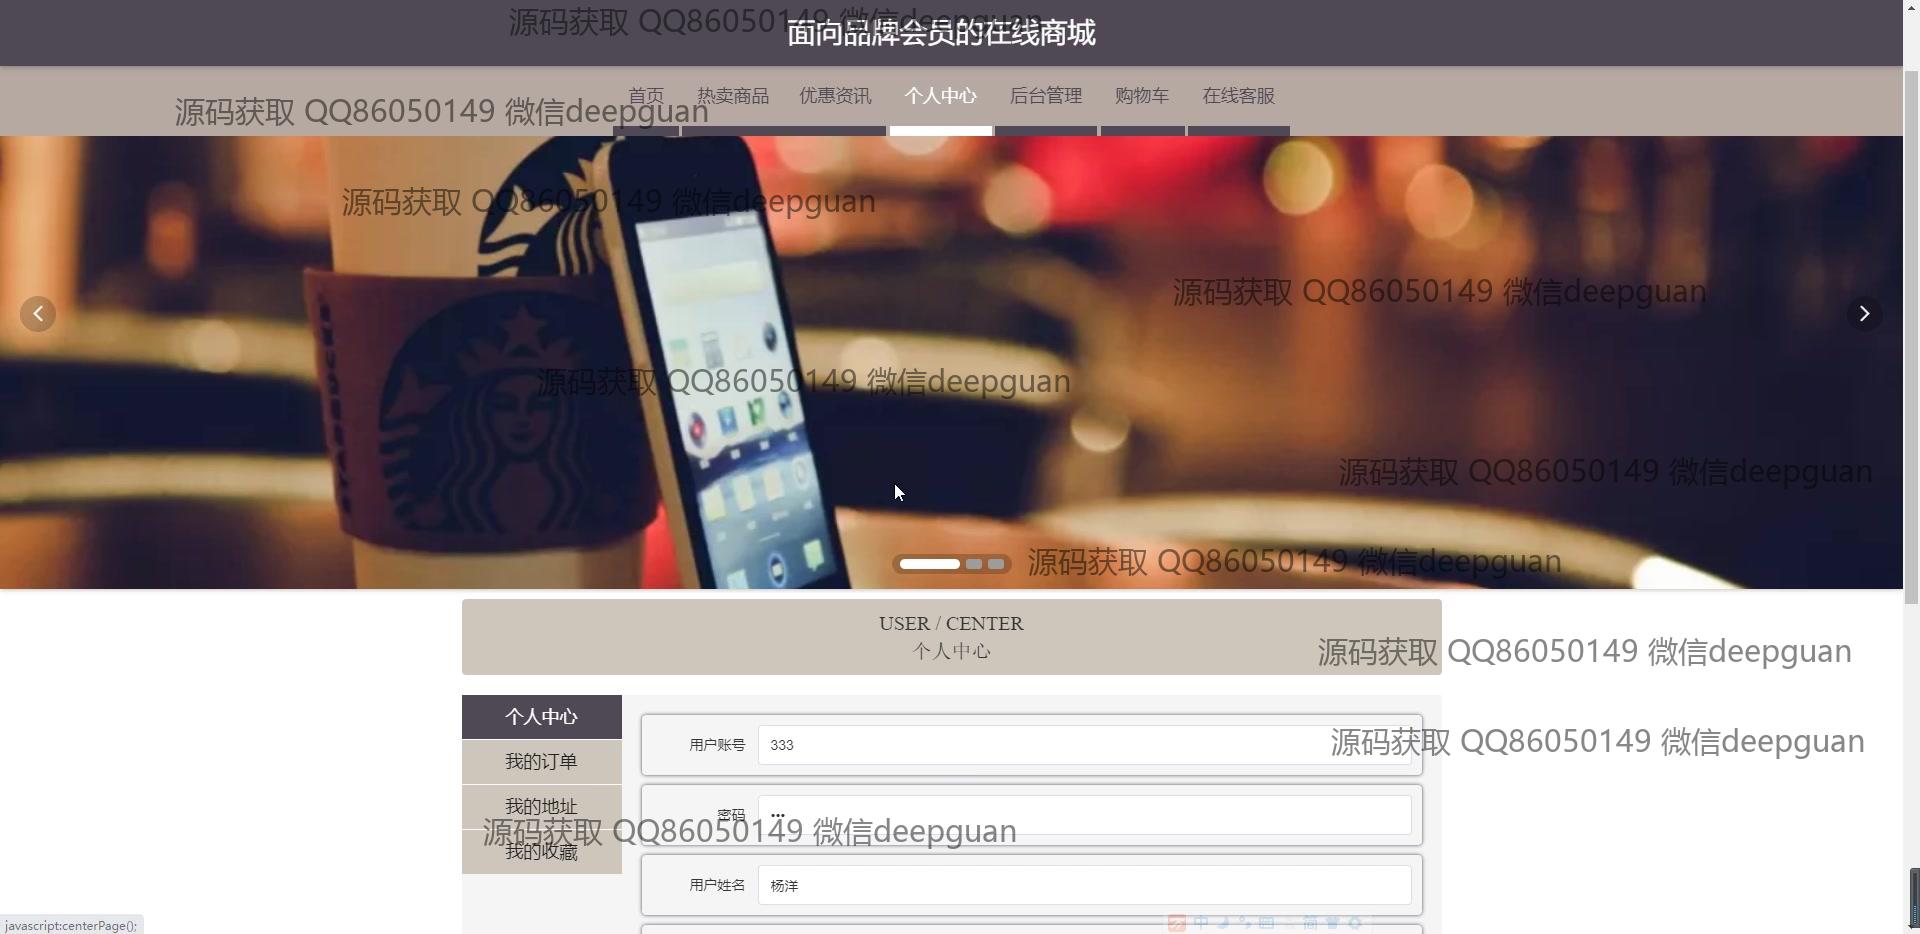 源码获取 QQ86050149 微信deepguan
面向品牌会员的在线商城
首页 热卖商品 优惠资讯 个人中心 后台管理 购物车 在线客服
源码获取 QQ86050149 微信deepguan
源码获取 QQ86050149 微信deepguan
源码获取 QQ86050149 微信deepguan
源码获取 QQ86050149 微信deepguan
源码获取 QQ86050149 微信deepguan
源码获取 QQ86050149 微信deepguan
USER / CENTER
个人中心
源码获取 QQ86050149 微信deepguan
个人中心
用户账号 333
源码获取 QQ86050149 微信deepguan
我的订单
我的地址
密码 •••
源码获取 QQ86050149 微信deepguan
我的收藏
用户姓名 杨洋
javascript:centerPage();
中 简